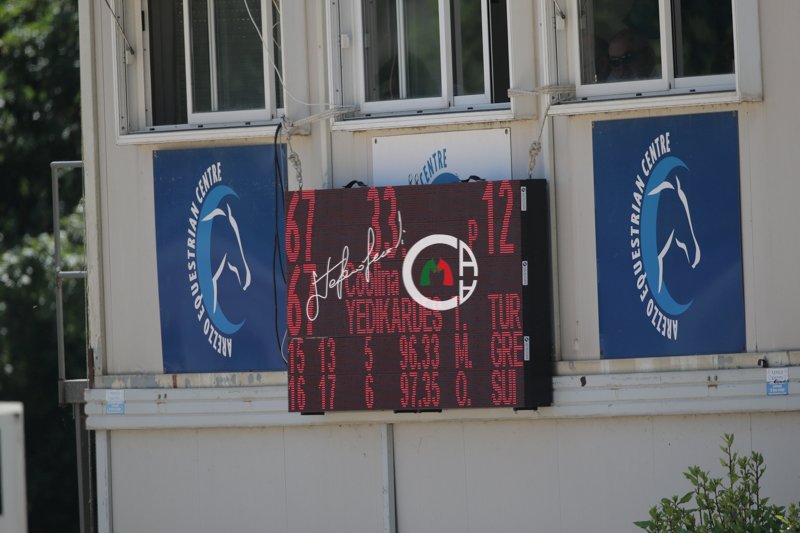 AREZZO EQUESTRIAN CENTRE
CENTRE
AREZZO EQUESTRIAN CENTRE
67 33 P 12
67 Coolina
YEDIKARDES I. TUR
15 13 5 96.33 M. GRE
16 17 6 97.35 O. SUI